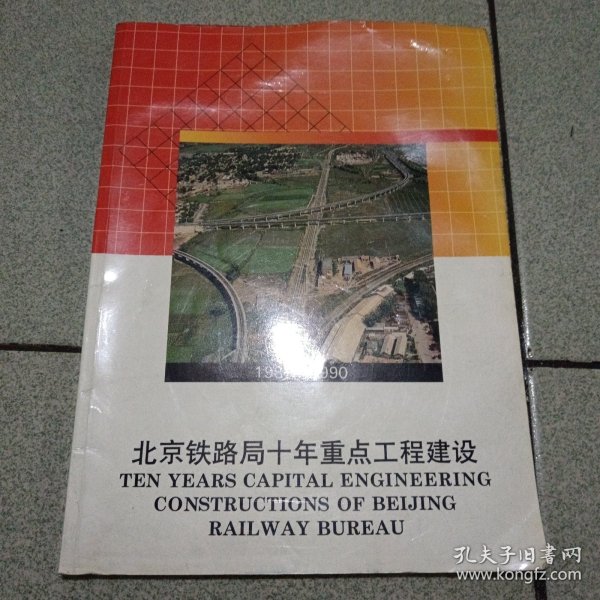 北京铁路局十年重点工程建设
TEN YEARS CAPITAL ENGINEERING
CONSTRUCTIONS OF BEIJING
RAILWAY BUREAU
孔夫子旧书网
www.kongfz.com